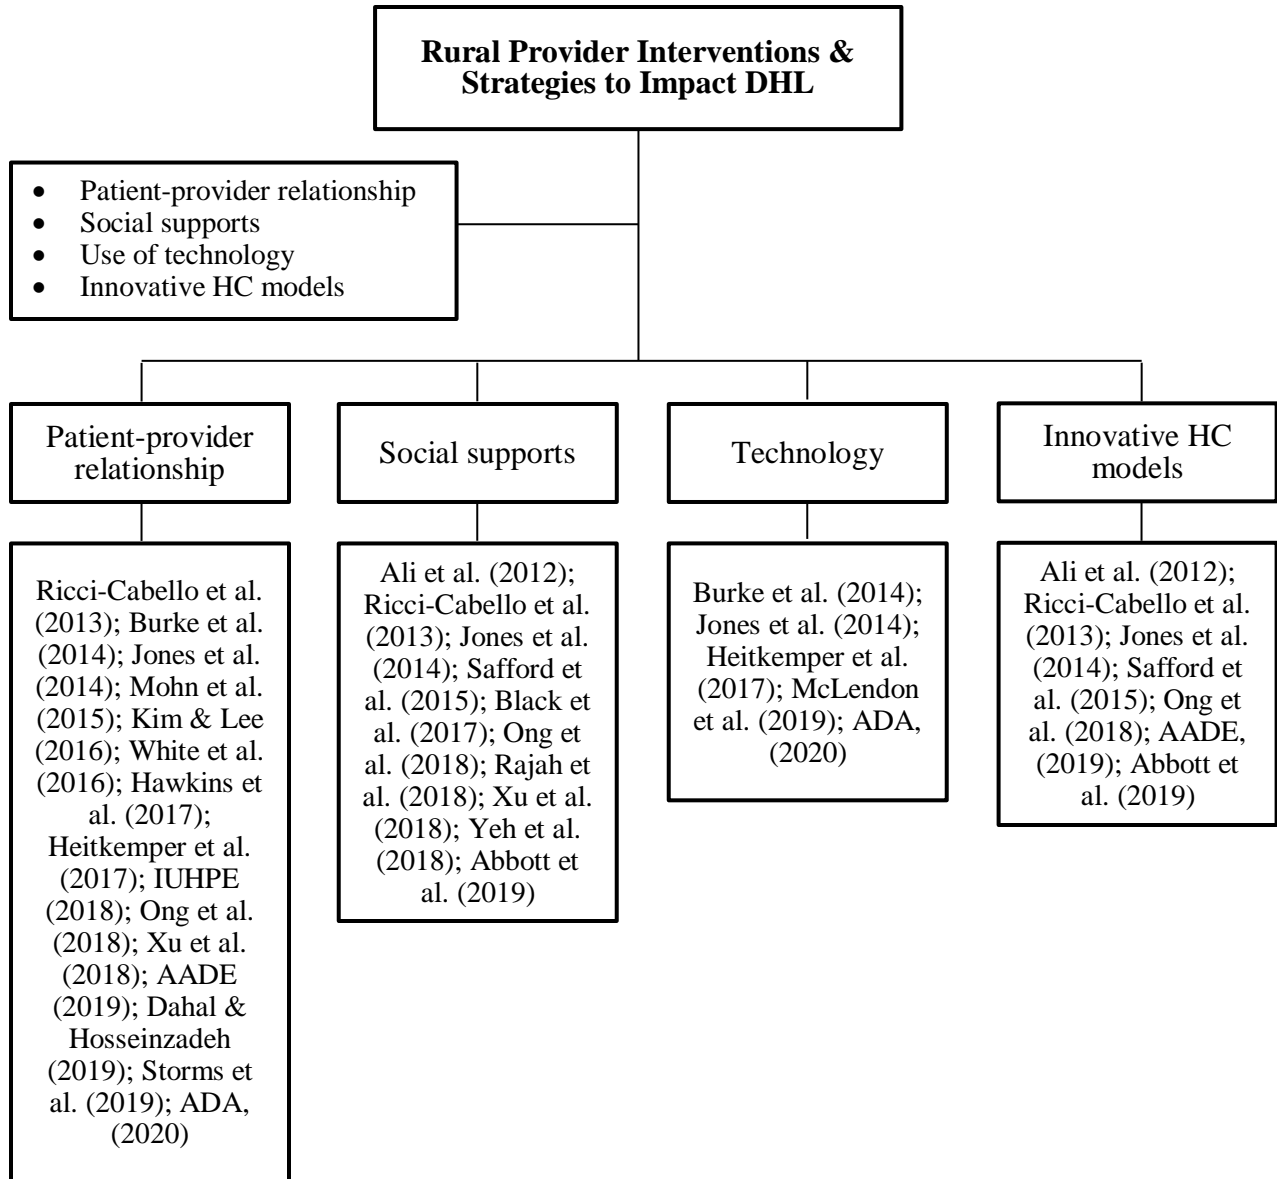 Rural Provider Interventions &
Strategies to Impact DHL
• Patient-provider relationship
• Social supports
• Use of technology
• Innovative HC models
Patient-provider
relationship
Social supports
Technology
Innovative HC
models
Ricci-Cabello et al.
(2013); Burke et al.
(2014); Jones et al.
(2014); Mohn et al.
(2015); Kim & Lee
(2016); White et al.
(2016); Hawkins et
al. (2017);
Heitkemper et al.
(2017); IUHPE
(2018); Ong et al.
(2018); Xu et al.
(2018); AADE
(2019); Dahal &
Hosseinzadeh
(2019); Storms et
al. (2019); ADA,
(2020)
Ali et al. (2012);
Ricci-Cabello et al.
(2013); Jones et al.
(2014); Safford et
al. (2015); Black et
al. (2017); Ong et
al. (2018); Rajah et
al. (2018); Xu et al.
(2018); Yeh et al.
(2018); Abbott et
al. (2019)
Burke et al. (2014);
Jones et al. (2014);
Heitkemper et al.
(2017); McLendon
et al. (2019); ADA,
(2020)
Ali et al. (2012);
Ricci-Cabello et al.
(2013); Jones et al.
(2014); Safford et
al. (2015); Ong et
al. (2018); AADE,
(2019); Abbott et
al. (2019)